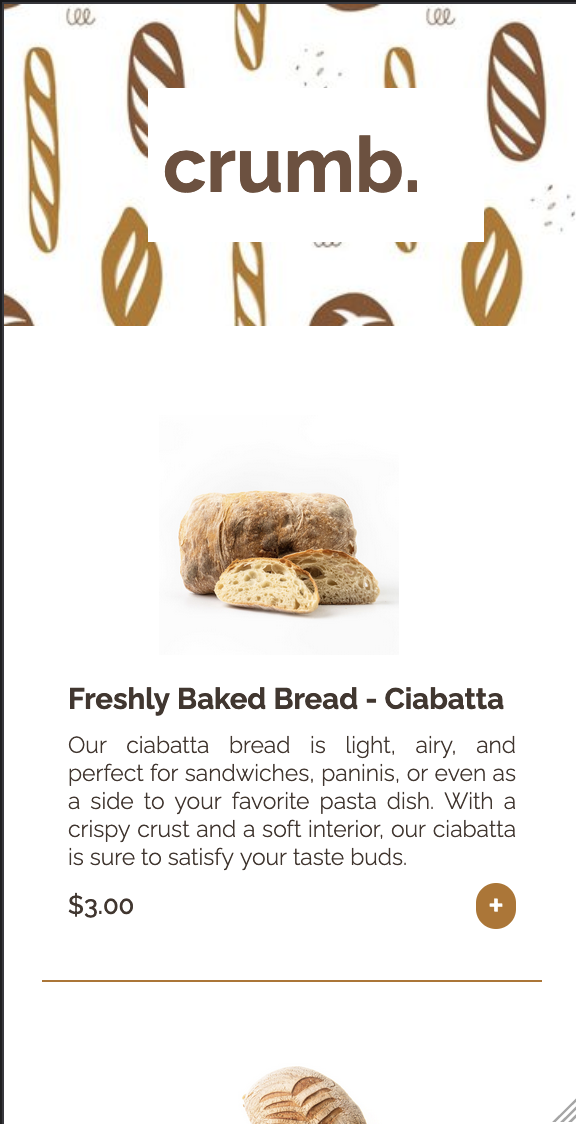 crumb.
Freshly Baked Bread - Ciabatta
Our ciabatta bread is light, airy, and
perfect for sandwiches, paninis, or even as
a side to your favorite pasta dish. With a
crispy crust and a soft interior, our ciabatta
is sure to satisfy your taste buds.
$3.00 +